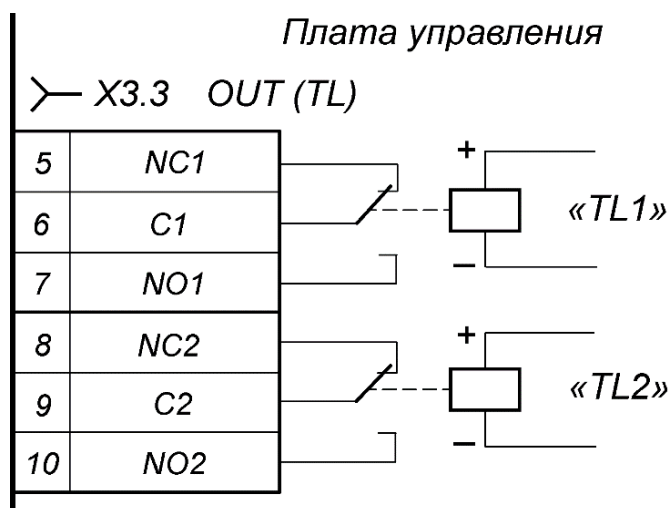 Плата управления
X3.3 OUT (TL)
5 NC1
6 C1
7 NO1
8 NC2
9 C2
10 NO2
+
«TL1»
–
+
«TL2»
–